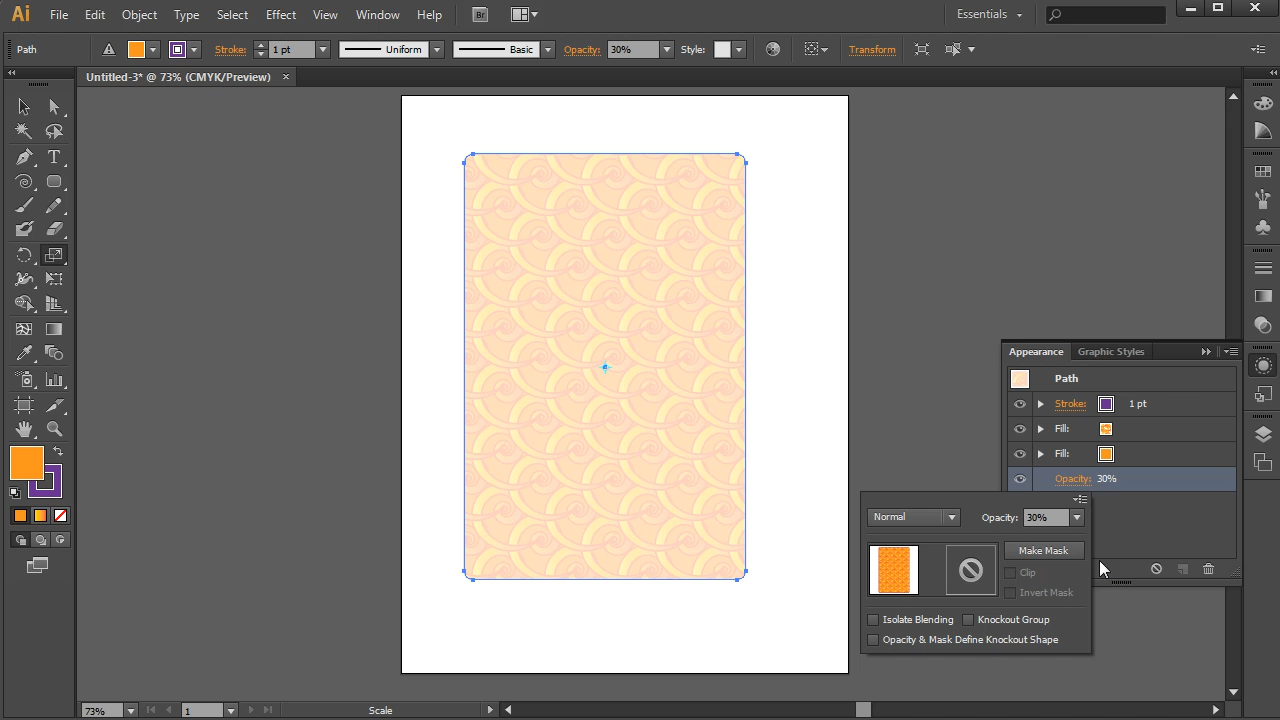 Ai File Edit Object Type Select Effect View Window Help Br Essentials
Path Stroke: 1 pt Uniform Basic Opacity: 30% Style: Transform
Untitled-3* @ 73% (CMYK/Preview)
Appearance Graphic Styles
Path
Stroke: 1 pt
Fill:
Fill:
Opacity: 30%
Normal Opacity: 30%
Make Mask
Clip
Invert Mask
Isolate Blending Knockout Group
Opacity & Mask Define Knockout Shape
73% 1 Scale